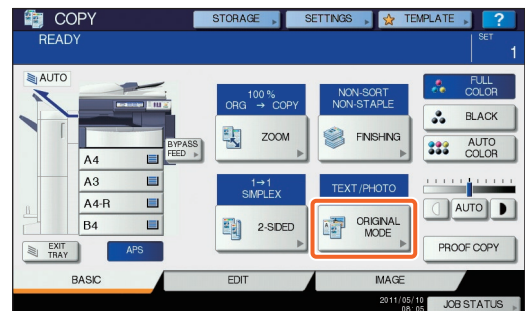 COPY
STORAGE
SETTINGS
TEMPLATE
?
READY
SET
1
AUTO
100 %
ORG → COPY
NON-SORT
NON-STAPLE
FULL
COLOR
BLACK
ZOOM
FINISHING
AUTO
COLOR
BYPASS
FEED
A4
A3
A4-R
B4
1→1
SIMPLEX
TEXT/PHOTO
2-SIDED
ORIGINAL
MODE
AUTO
EXIT
TRAY
APS
PROOF COPY
BASIC
EDIT
IMAGE
2011/05/10
08:05
JOB STATUS